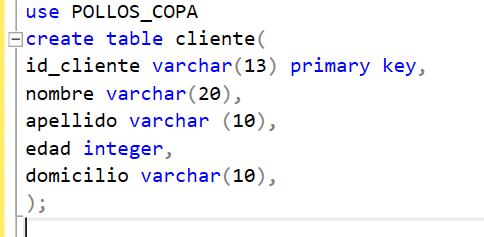 use POLLOS_COPA
create table cliente(
id_cliente varchar(13) primary key,
nombre varchar(20),
apellido varchar (10),
edad integer,
domicilio varchar(10),
);